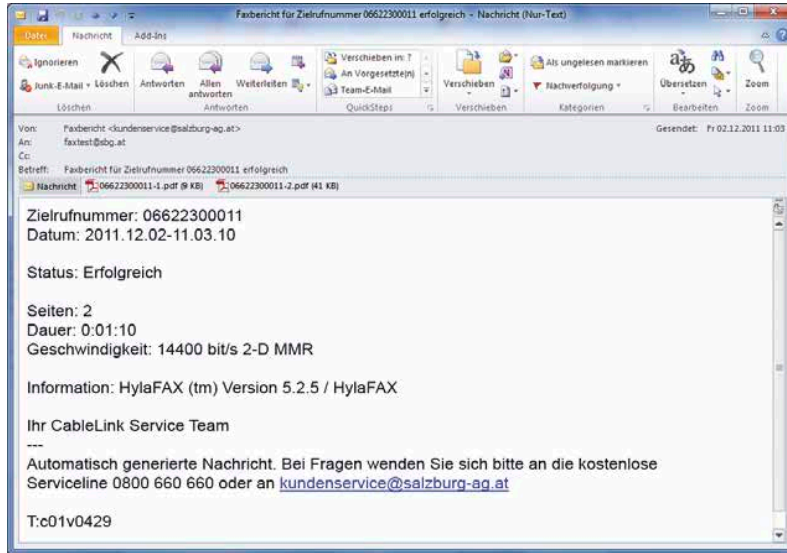 Faxbericht für Zielrufnummer 06622300011 erfolgreich - Nachricht (Nur-Text)
Datei Nachricht Add-Ins
Ignorieren
Junk-E-Mail
Löschen
Löschen
Antworten
Allen antworten
Weiterleiten
Antworten
Verschieben in: ?
An Vorgesetzte(n)
Team-E-Mail
QuickSteps
Verschieben
Verschieben
Als ungelesen markieren
Nachverfolgung
Kategorien
Übersetzen
Bearbeiten
Zoom
Zoom
Von: Faxbericht <kundenservice@salzburg-ag.at> Gesendet: Fr 02.12.2011 11:03
An: faxtest@sbg.at
Cc:
Betreff: Faxbericht für Zielrufnummer 06622300011 erfolgreich
Nachricht 06622300011-1.pdf (9 KB) 06622300011-2.pdf (41 KB)
Zielrufnummer: 06622300011
Datum: 2011.12.02-11.03.10
Status: Erfolgreich
Seiten: 2
Dauer: 0:01:10
Geschwindigkeit: 14400 bit/s 2-D MMR
Information: HylaFAX (tm) Version 5.2.5 / HylaFAX
Ihr CableLink Service Team
---
Automatisch generierte Nachricht. Bei Fragen wenden Sie sich bitte an die kostenlose
Serviceline 0800 660 660 oder an kundenservice@salzburg-ag.at
T:c01v0429